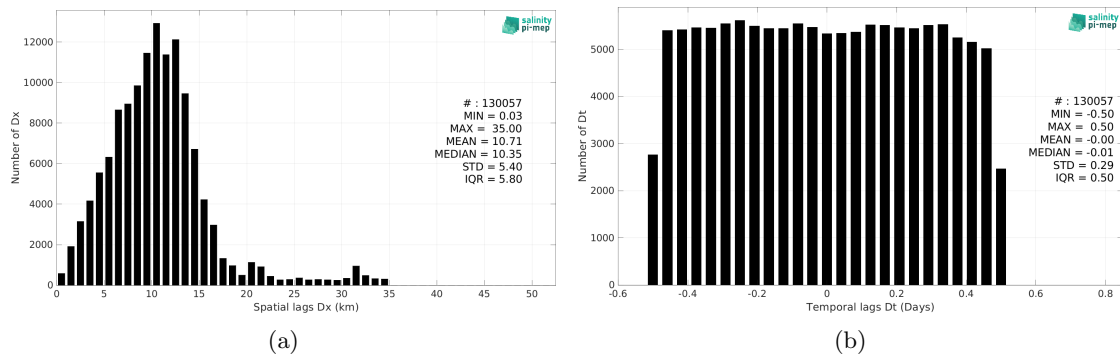 salinity
pi-mep
12000
10000
8000
6000
4000
2000
0
Number of Dx
# : 130057
MIN = 0.03
MAX = 35.00
MEAN = 10.71
MEDIAN = 10.35
STD = 5.40
IQR = 5.80
0 5 10 15 20 25 30 35 40 45 50
Spatial lags Dx (km)
(a)
salinity
pi-mep
5000
4000
3000
2000
1000
0
Number of Dt
# : 130057
MIN = -0.50
MAX = 0.50
MEAN = -0.00
MEDIAN = -0.01
STD = 0.29
IQR = 0.50
-0.6 -0.4 -0.2 0 0.2 0.4 0.6 0.8
Temporal lags Dt (Days)
(b)